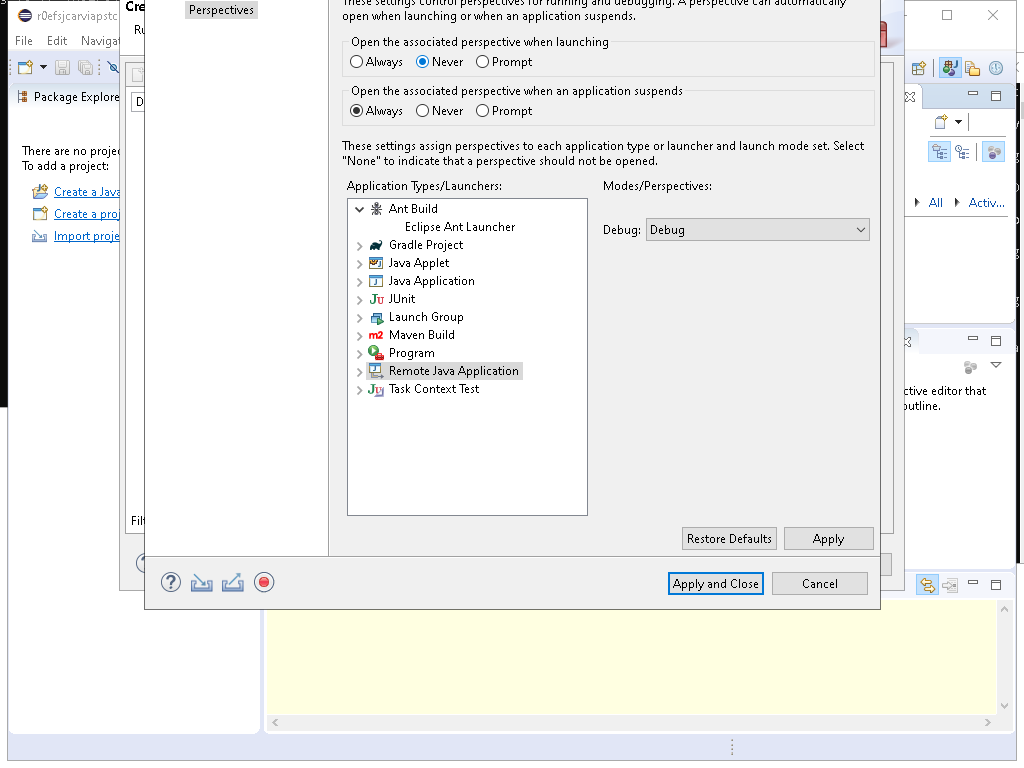 These settings control perspectives for running and debugging. A perspective can automatically
open when launching or when an application suspends.
Perspectives
r0efsjcarviapstc
Cre
File Edit Naviga
Ru
Open the associated perspective when launching
Always Never Prompt
Open the associated perspective when an application suspends
Always Never Prompt
Package Explore
D
These settings assign perspectives to each application type or launcher and launch mode set. Select
"None" to indicate that a perspective should not be opened.
There are no projec
To add a project:
Create a Java
Create a proj
Import proje
Application Types/Launchers:
Modes/Perspectives:
Ant Build
Eclipse Ant Launcher
Gradle Project
Java Applet
Java Application
JUnit
Launch Group
Maven Build
Program
Remote Java Application
Task Context Test
Debug: Debug
All Activ...
ctive editor that
outline.
Filt
Restore Defaults Apply
Apply and Close Cancel